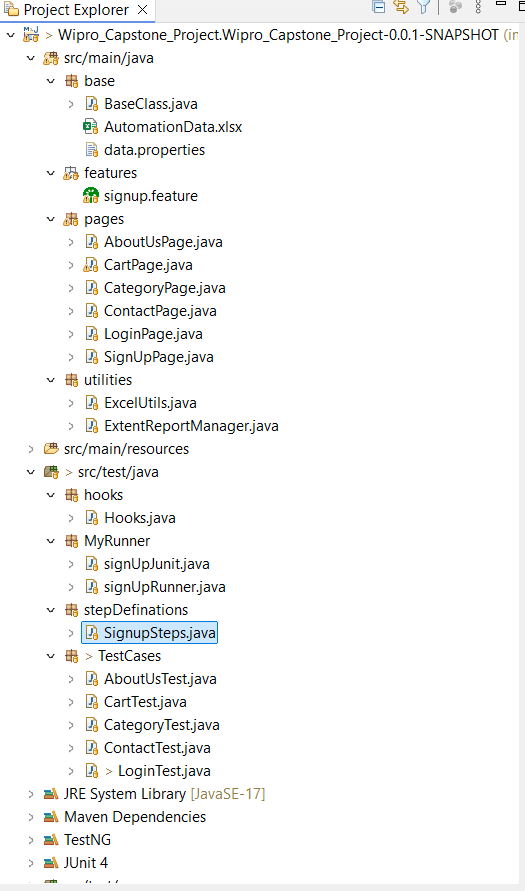 Project Explorer
> Wipro_Capstone_Project.Wipro_Capstone_Project-0.0.1-SNAPSHOT (in
src/main/java
base
BaseClass.java
AutomationData.xlsx
data.properties
features
signup.feature
pages
AboutUsPage.java
CartPage.java
CategoryPage.java
ContactPage.java
LoginPage.java
SignUpPage.java
utilities
ExcelUtils.java
ExtentReportManager.java
src/main/resources
> src/test/java
hooks
Hooks.java
MyRunner
signUpJunit.java
signUpRunner.java
stepDefinations
SignupSteps.java
> TestCases
AboutUsTest.java
CartTest.java
CategoryTest.java
ContactTest.java
> LoginTest.java
JRE System Library [JavaSE-17]
Maven Dependencies
TestNG
JUnit 4